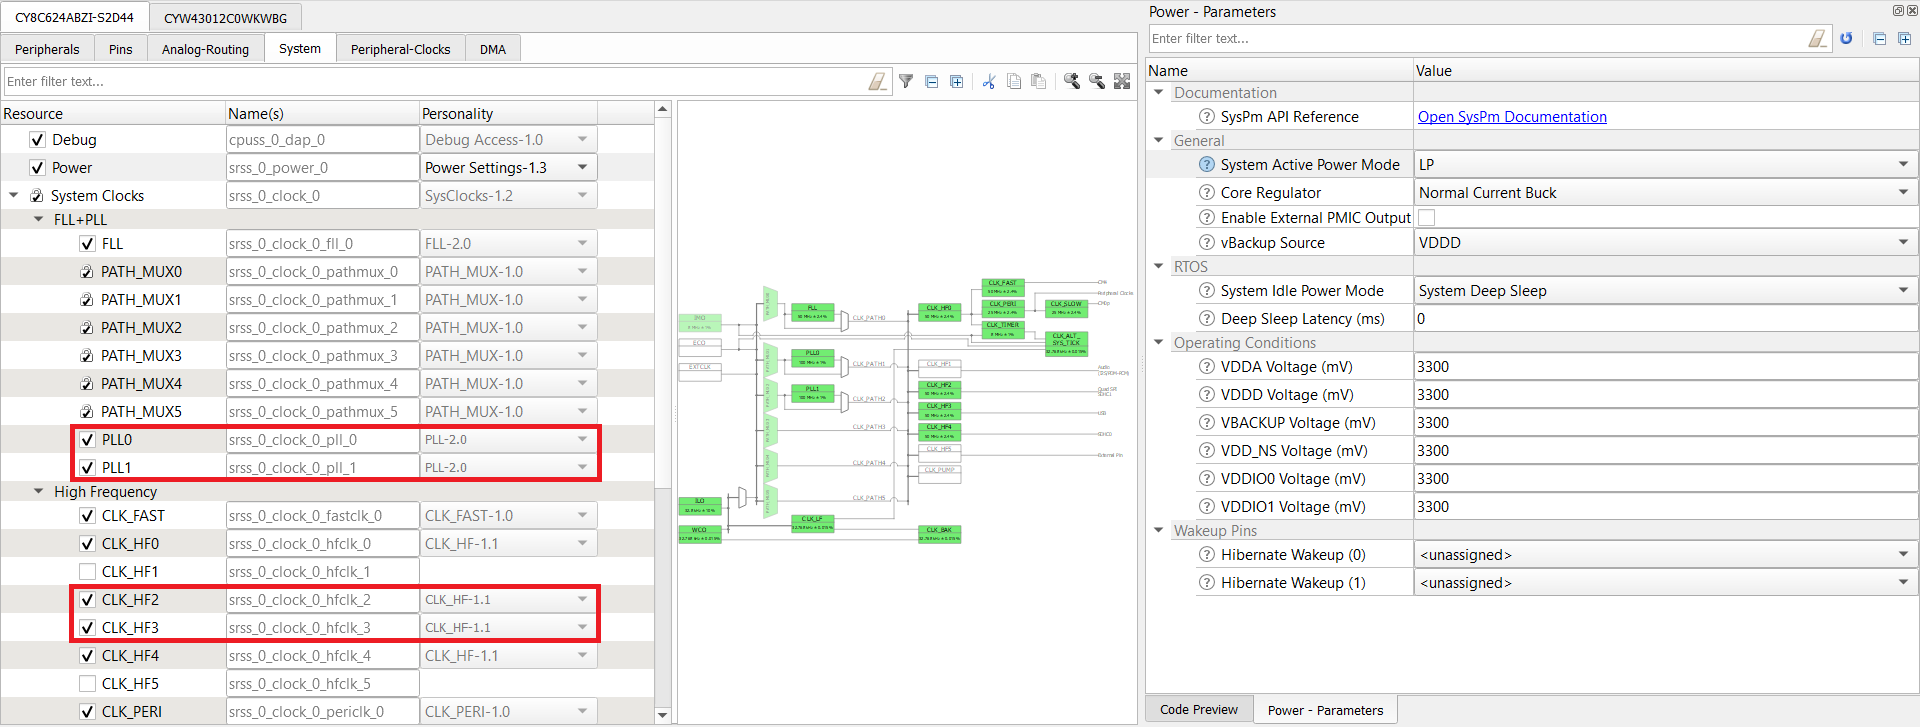 CY8C624ABZI-S2D44
CYW43012C0WKWBG
Peripherals
Pins
Analog-Routing
System
Peripheral-Clocks
DMA
Enter filter text...
Resource
Name(s)
Personality
Debug
cpuss_0_dap_0
Debug Access-1.0
Power
srss_0_power_0
Power Settings-1.3
System Clocks
srss_0_clock_0
SysClocks-1.2
FLL+PLL
FLL
srss_0_clock_0_fll_0
FLL-2.0
PATH_MUX0
srss_0_clock_0_pathmux_0
PATH_MUX-1.0
PATH_MUX1
srss_0_clock_0_pathmux_1
PATH_MUX-1.0
PATH_MUX2
srss_0_clock_0_pathmux_2
PATH_MUX-1.0
PATH_MUX3
srss_0_clock_0_pathmux_3
PATH_MUX-1.0
PATH_MUX4
srss_0_clock_0_pathmux_4
PATH_MUX-1.0
PATH_MUX5
srss_0_clock_0_pathmux_5
PATH_MUX-1.0
PLL0
srss_0_clock_0_pll_0
PLL-2.0
PLL1
srss_0_clock_0_pll_1
PLL-2.0
High Frequency
CLK_FAST
srss_0_clock_0_fastclk_0
CLK_FAST-1.0
CLK_HF0
srss_0_clock_0_hfclk_0
CLK_HF-1.1
CLK_HF1
srss_0_clock_0_hfclk_1
CLK_HF2
srss_0_clock_0_hfclk_2
CLK_HF-1.1
CLK_HF3
srss_0_clock_0_hfclk_3
CLK_HF-1.1
CLK_HF4
srss_0_clock_0_hfclk_4
CLK_HF-1.1
CLK_HF5
srss_0_clock_0_hfclk_5
CLK_PERI
srss_0_clock_0_periclk_0
CLK_PERI-1.0
IMO
ECO
EXTCLK
ILO
WCO
FLL
PLL0
PLL1
CLK_LF
CLK_PATH0
CLK_PATH1
CLK_PATH2
CLK_PATH3
CLK_PATH4
CLK_PATH5
CLK_HF0
CLK_HF1
CLK_HF2
CLK_HF3
CLK_HF4
CLK_HF5
CLK_PUMP
CLK_BAK
CLK_FAST
CLK_PERI
CLK_TIMER
CLK_SLOW
CLK_ALT_
SYS_TICK
Peripheral Clocks
USB
External Pin
Power - Parameters
Enter filter text...
Name
Value
Documentation
SysPm API Reference
Open SysPm Documentation
General
System Active Power Mode
LP
Core Regulator
Normal Current Buck
Enable External PMIC Output
vBackup Source
VDDD
RTOS
System Idle Power Mode
System Deep Sleep
Deep Sleep Latency (ms)
0
Operating Conditions
VDDA Voltage (mV)
3300
VDDD Voltage (mV)
3300
VBACKUP Voltage (mV)
3300
VDD_NS Voltage (mV)
3300
VDDIO0 Voltage (mV)
3300
VDDIO1 Voltage (mV)
3300
Wakeup Pins
Hibernate Wakeup (0)
<unassigned>
Hibernate Wakeup (1)
<unassigned>
Code Preview
Power - Parameters